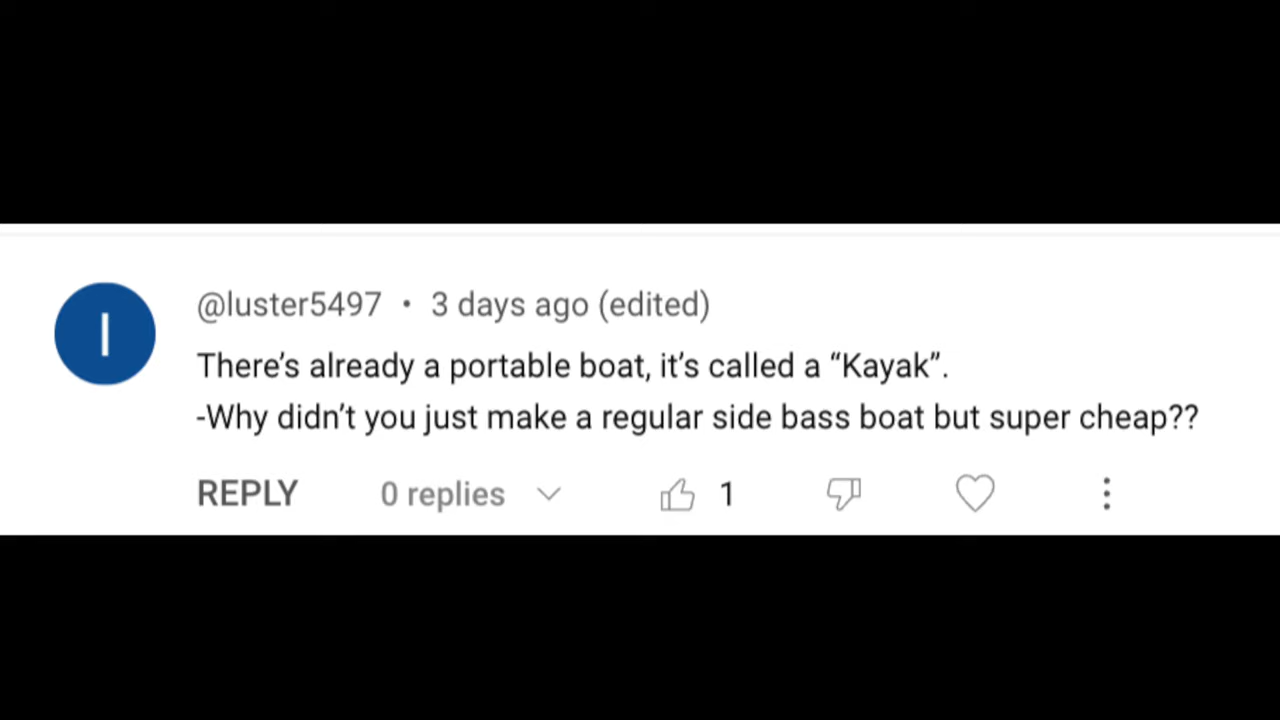 l
@luster5497 • 3 days ago (edited)
There’s already a portable boat, it’s called a “Kayak”.
-Why didn’t you just make a regular side bass boat but super cheap??
REPLY 0 replies 1